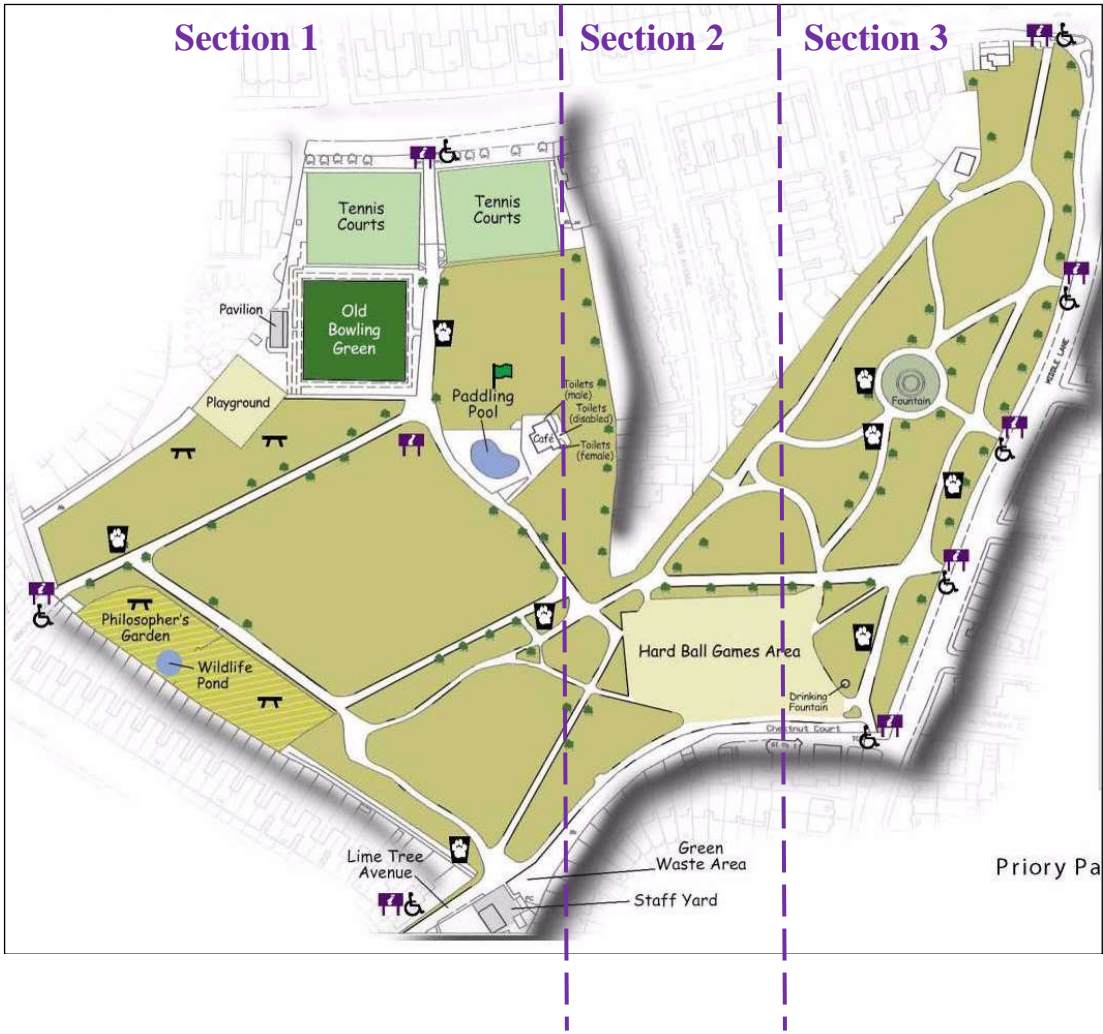 Section 1
Section 2
Section 3
Tennis
Courts
Tennis
Courts
Pavilion
Old
Bowling
Green
MIDDLE LANE
Playground
Paddling
Pool
Toilets
(male)
Toilets
(disabled)
Café
Toilets
(female)
Fountain
Philosopher's
Garden
Wildlife
Pond
Hard Ball Games Area
Drinking
Fountain
Chestnut Court
Lime Tree
Avenue
Green
Waste Area
Staff Yard
Priory Pa